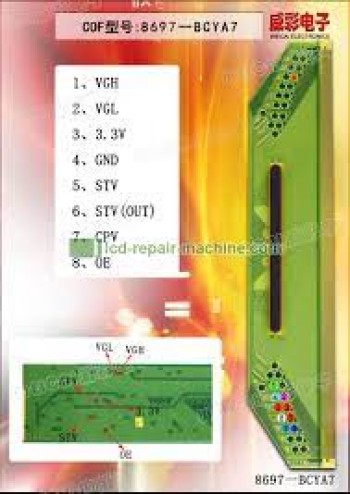 COF型号:8697—BCYA7
威彩电子
1、VGH
2、VGL
3、3.3V
4、GND
5、STV
6、STV(OUT)
7、CPV
8、OE
lcd-repair-machine.com
VGL
VGH
CPV
3.3V
STV
OE
8697—BCYA7